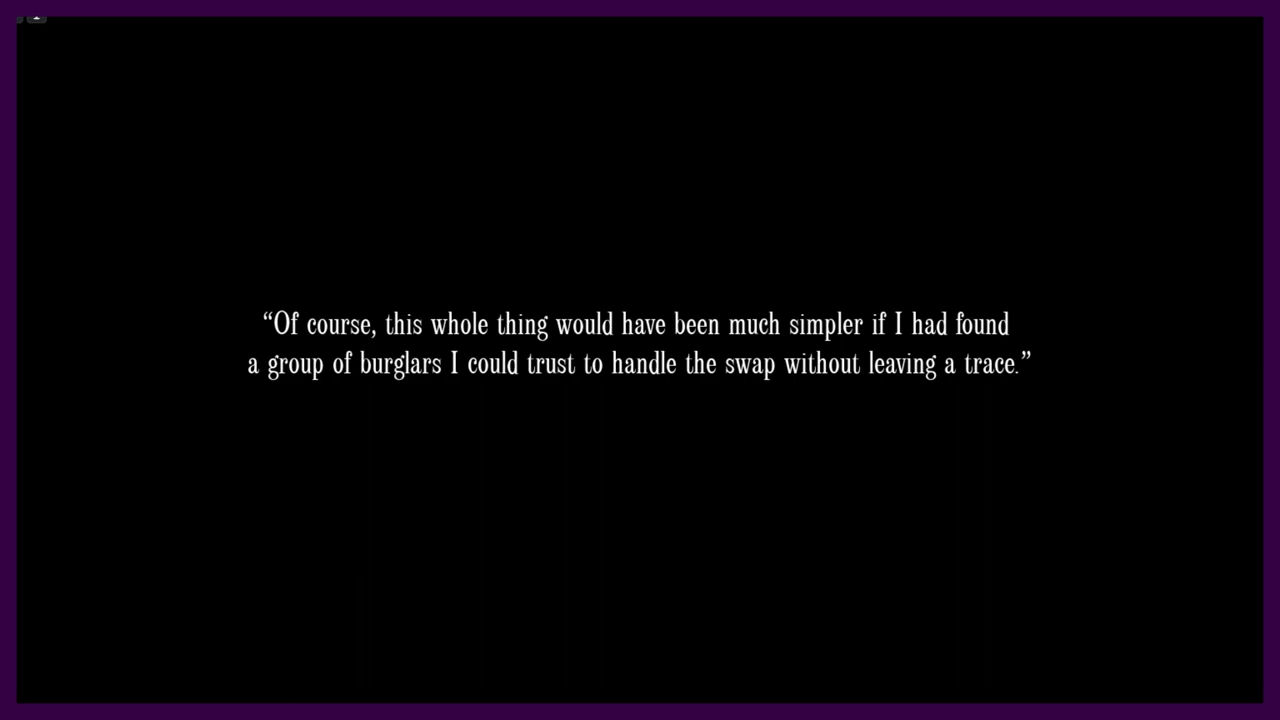 “Of course, this whole thing would have been much simpler if I had found
a group of burglars I could trust to handle the swap without leaving a trace.”